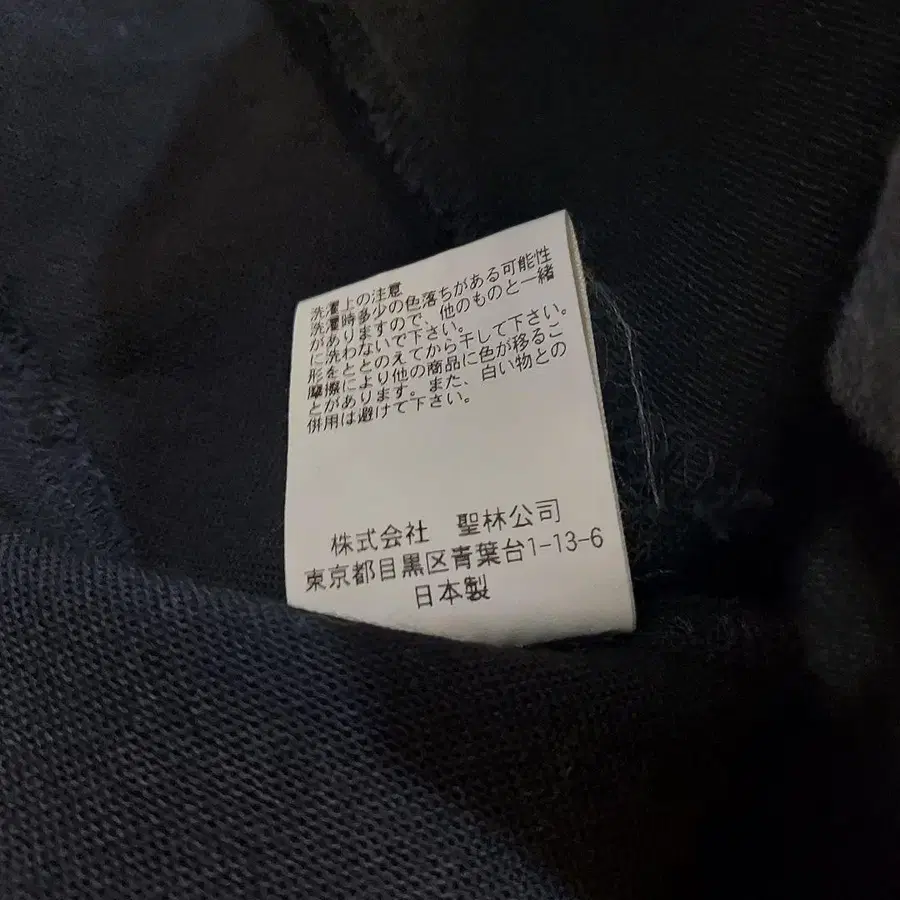 洗濯上の注意
洗濯時多少の色落ちがある可能性
がありますので、他のものと一緒
に洗わないで下さい。
形をととのえてから干して下さい。
摩擦により他の商品に色が移るこ
とがあります。また、白い物との
併用は避けて下さい。
株式会社 聖林公司
東京都目黒区青葉台1-13-6
日本製